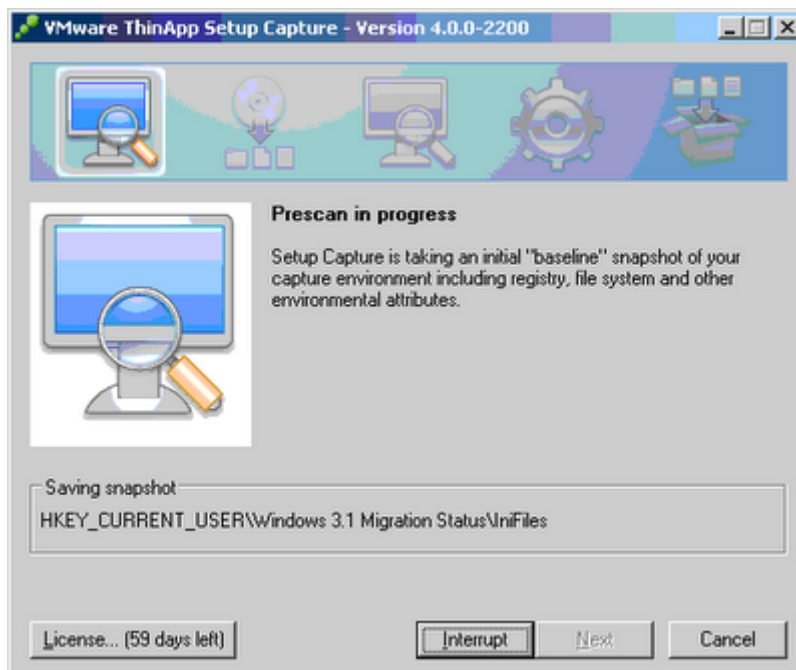 VMware ThinApp Setup Capture - Version 4.0.0-2200
Prescan in progress
Setup Capture is taking an initial "baseline" snapshot of your
capture environment including registry, file system and other
environmental attributes.
Saving snapshot
HKEY_CURRENT_USER\Windows 3.1 Migration Status\IniFiles
License... (59 days left)
Interrupt
Next
Cancel